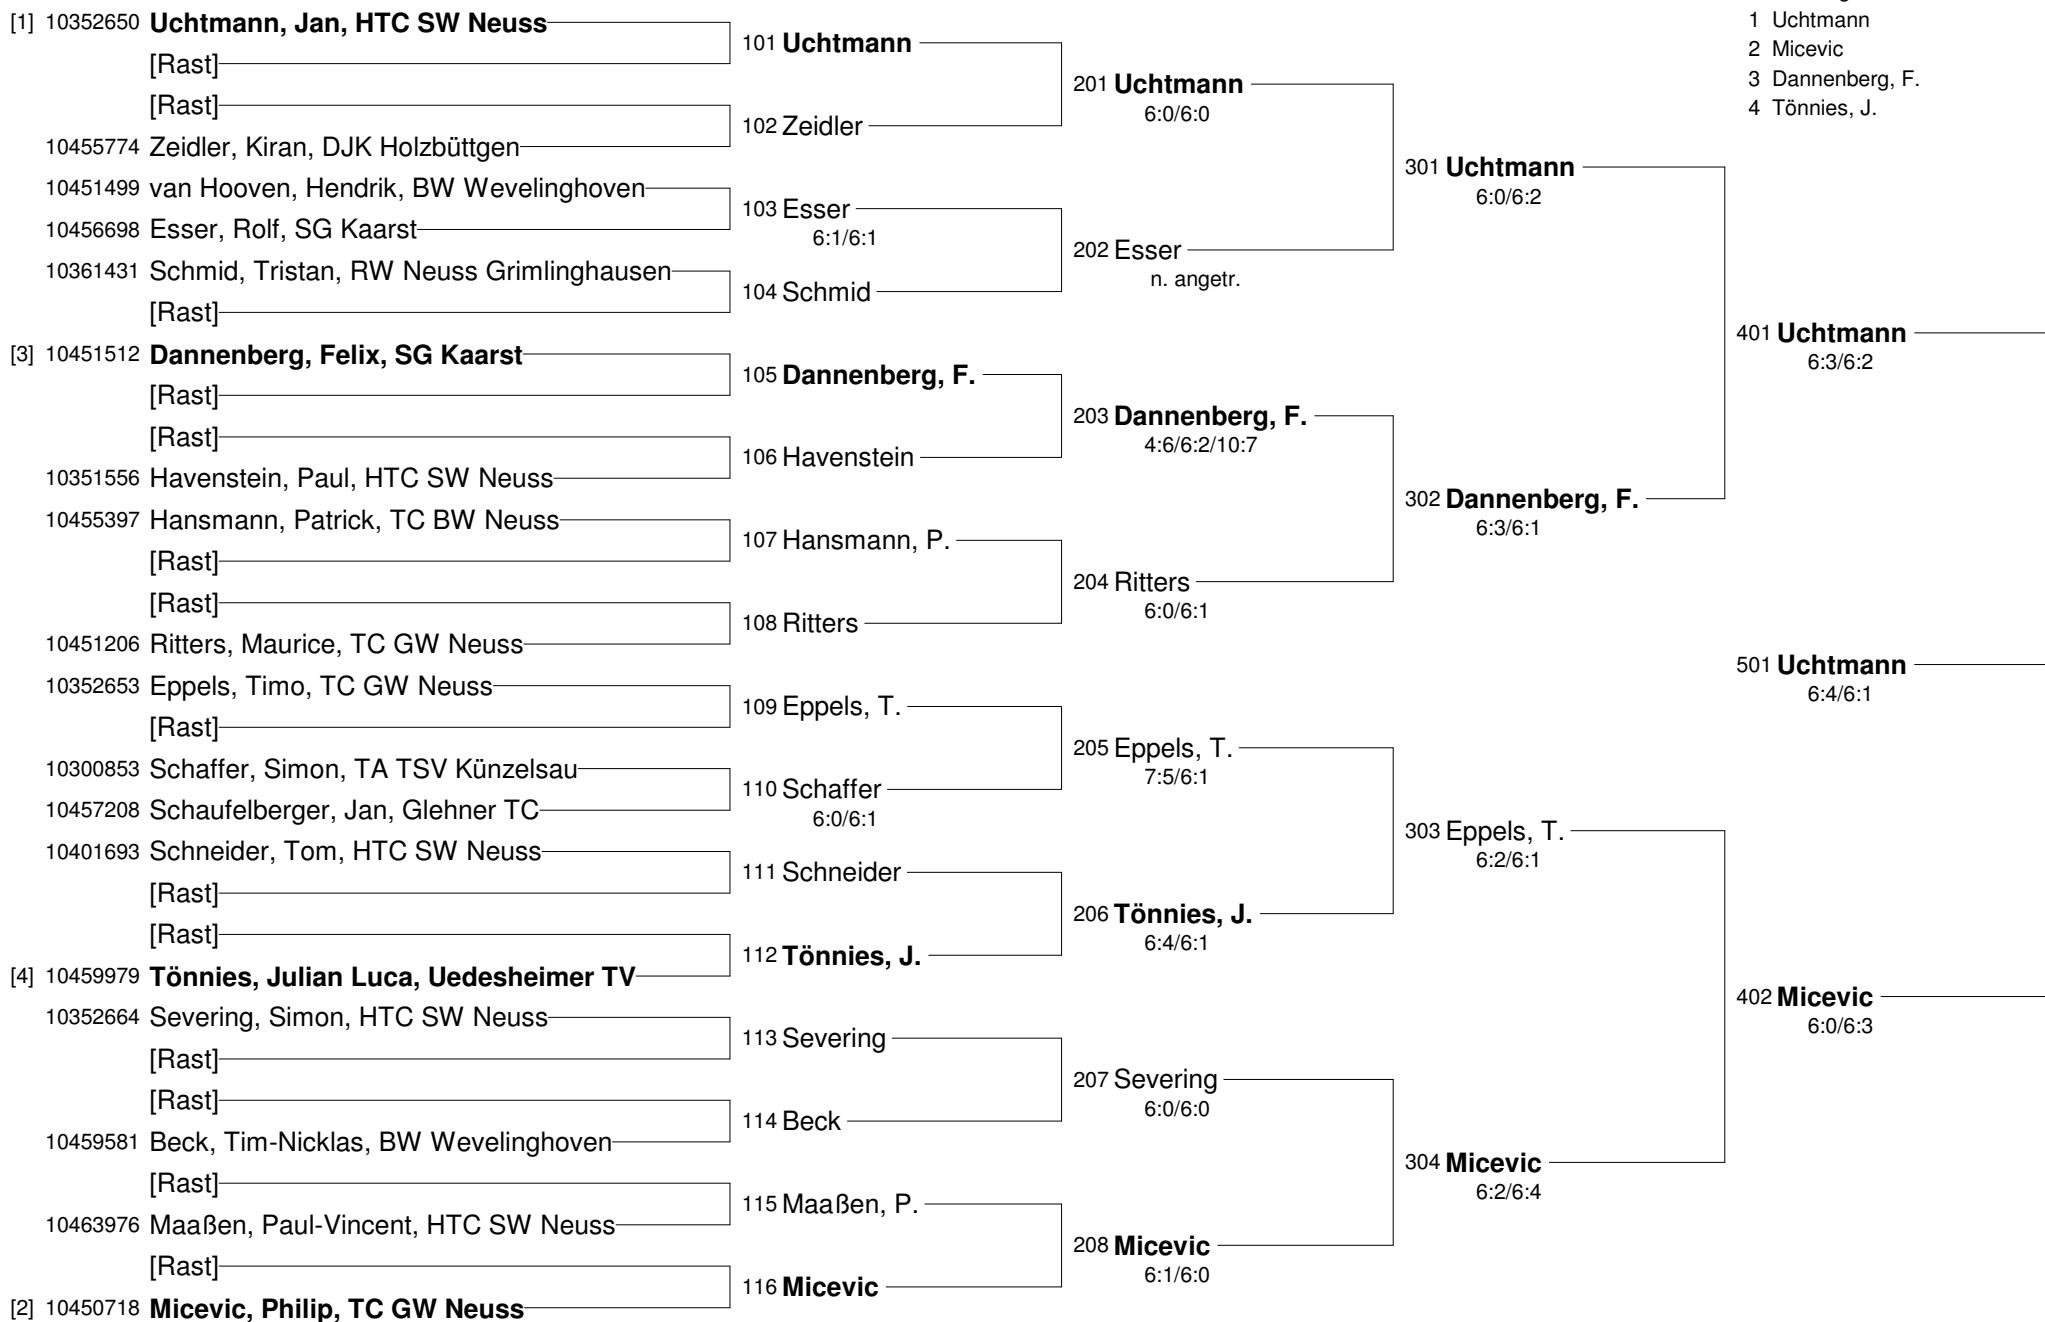 [1] 10352650 Uchtmann, Jan, HTC SW Neuss
[Rast]
[Rast]
10455774 Zeidler, Kiran, DJK Holzbüttgen
10451499 van Hooven, Hendrik, BW Wevelinghoven
10456698 Esser, Rolf, SG Kaarst
10361431 Schmid, Tristan, RW Neuss Grimlinghausen
[Rast]
[3] 10451512 Dannenberg, Felix, SG Kaarst
[Rast]
[Rast]
10351556 Havenstein, Paul, HTC SW Neuss
10455397 Hansmann, Patrick, TC BW Neuss
[Rast]
[Rast]
10451206 Ritters, Maurice, TC GW Neuss
10352653 Eppels, Timo, TC GW Neuss
[Rast]
10300853 Schaffer, Simon, TA TSV Künzelsau
10457208 Schaufelberger, Jan, Glehner TC
10401693 Schneider, Tom, HTC SW Neuss
[Rast]
[Rast]
[4] 10459979 Tönnies, Julian Luca, Uedesheimer TV
10352664 Severing, Simon, HTC SW Neuss
[Rast]
[Rast]
10459581 Beck, Tim-Nicklas, BW Wevelinghoven
[Rast]
10463976 Maaßen, Paul-Vincent, HTC SW Neuss
[Rast]
[2] 10450718 Micevic, Philip, TC GW Neuss
101 Uchtmann
102 Zeidler
103 Esser
6:1/6:1
104 Schmid
105 Dannenberg, F.
106 Havenstein
107 Hansmann, P.
108 Ritters
109 Eppels, T.
110 Schaffer
6:0/6:1
111 Schneider
112 Tönnies, J.
113 Severing
114 Beck
115 Maaßen, P.
116 Micevic
201 Uchtmann
6:0/6:0
202 Esser
n. angetr.
203 Dannenberg, F.
4:6/6:2/10:7
204 Ritters
6:0/6:1
205 Eppels, T.
7:5/6:1
206 Tönnies, J.
6:4/6:1
207 Severing
6:0/6:0
208 Micevic
6:1/6:0
301 Uchtmann
6:0/6:2
302 Dannenberg, F.
6:3/6:1
303 Eppels, T.
6:2/6:1
304 Micevic
6:2/6:4
1 Uchtmann
2 Micevic
3 Dannenberg, F.
4 Tönnies, J.
401 Uchtmann
6:3/6:2
501 Uchtmann
6:4/6:1
402 Micevic
6:0/6:3